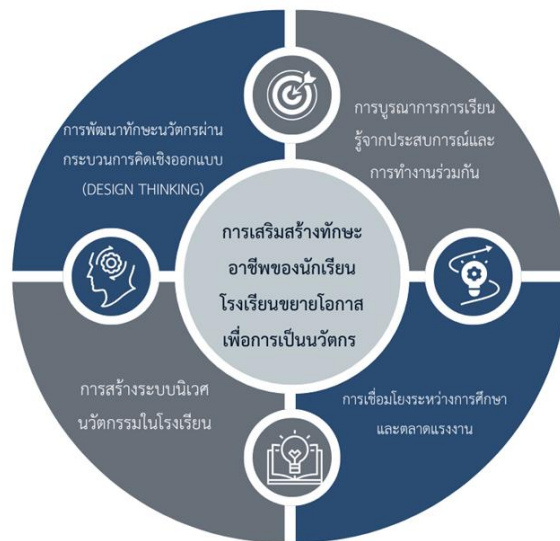 การพัฒนาทักษะนวัตกรผ่าน
กระบวนการคิดเชิงออกแบบ
(DESIGN THINKING)
การบูรณาการการเรียน
รู้จากประสบการณ์และ
การทำงานร่วมกัน
การเสริมสร้างทักษะ
อาชีพของนักเรียน
โรงเรียนขยายโอกาส
เพื่อการเป็นนวัตกร
การสร้างระบบนิเวศ
นวัตกรรมในโรงเรียน
การเชื่อมโยงระหว่างการศึกษา
และตลาดแรงงาน